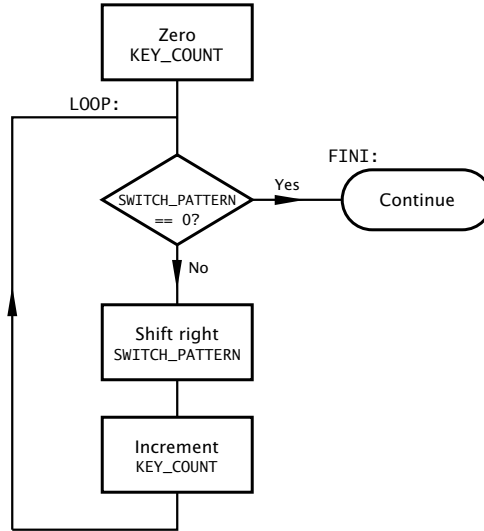 Zero
KEY_COUNT
LOOP:
FINI:
SWITCH_PATTERN
== 0?
Yes
Continue
No
Shift right
SWITCH_PATTERN
Increment
KEY_COUNT